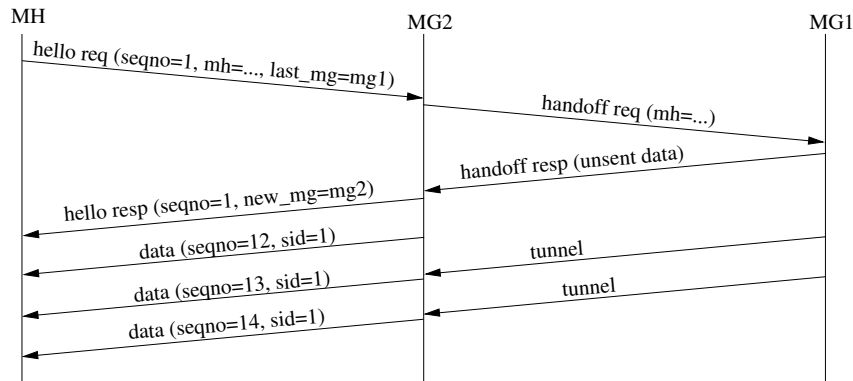 MH
MG2
MG1
hello req (seqno=1, mh=..., last_mg=mg1)
handoff req (mh=...)
handoff resp (unsent data)
hello resp (seqno=1, new_mg=mg2)
data (seqno=12, sid=1)
tunnel
data (seqno=13, sid=1)
tunnel
data (seqno=14, sid=1)